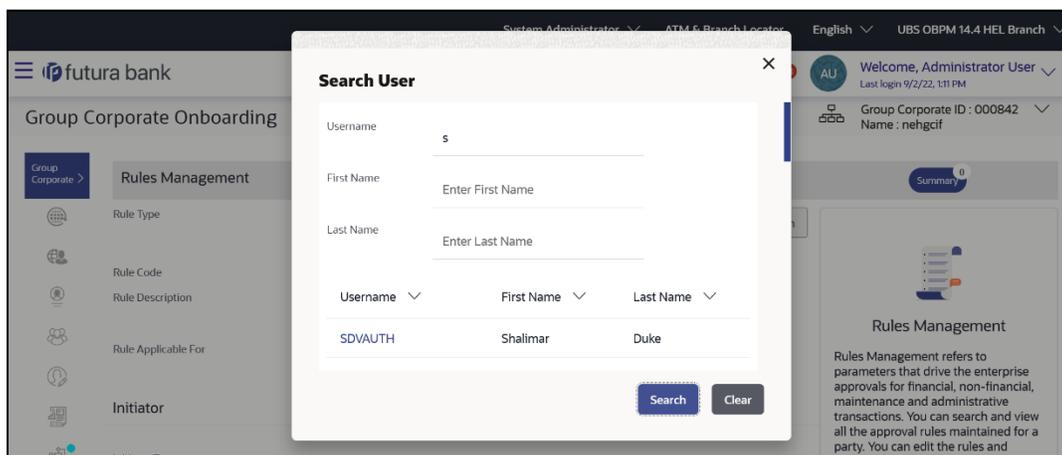 System Administrator ATM & Branch Locator English UBS OBPM 14.4 HEL Branch
futura bank
AU Welcome, Administrator User
Last login 9/2/22, 1:11 PM
Group Corporate Onboarding
Group Corporate ID : 000842
Name : nehgcif
Group
Corporate >
Rules Management
Summary 0
Rule Type
Rule Code
Rule Description
Rule Applicable For
Initiator
Search User
Username
s
First Name
Enter First Name
Last Name
Enter Last Name
Username First Name Last Name
SDVAUTH Shalimar Duke
Search Clear
Rules Management
Rules Management refers to
parameters that drive the enterprise
approvals for financial, non-financial,
maintenance and administrative
transactions. You can search and view
all the approval rules maintained for a
party. You can edit the rules and